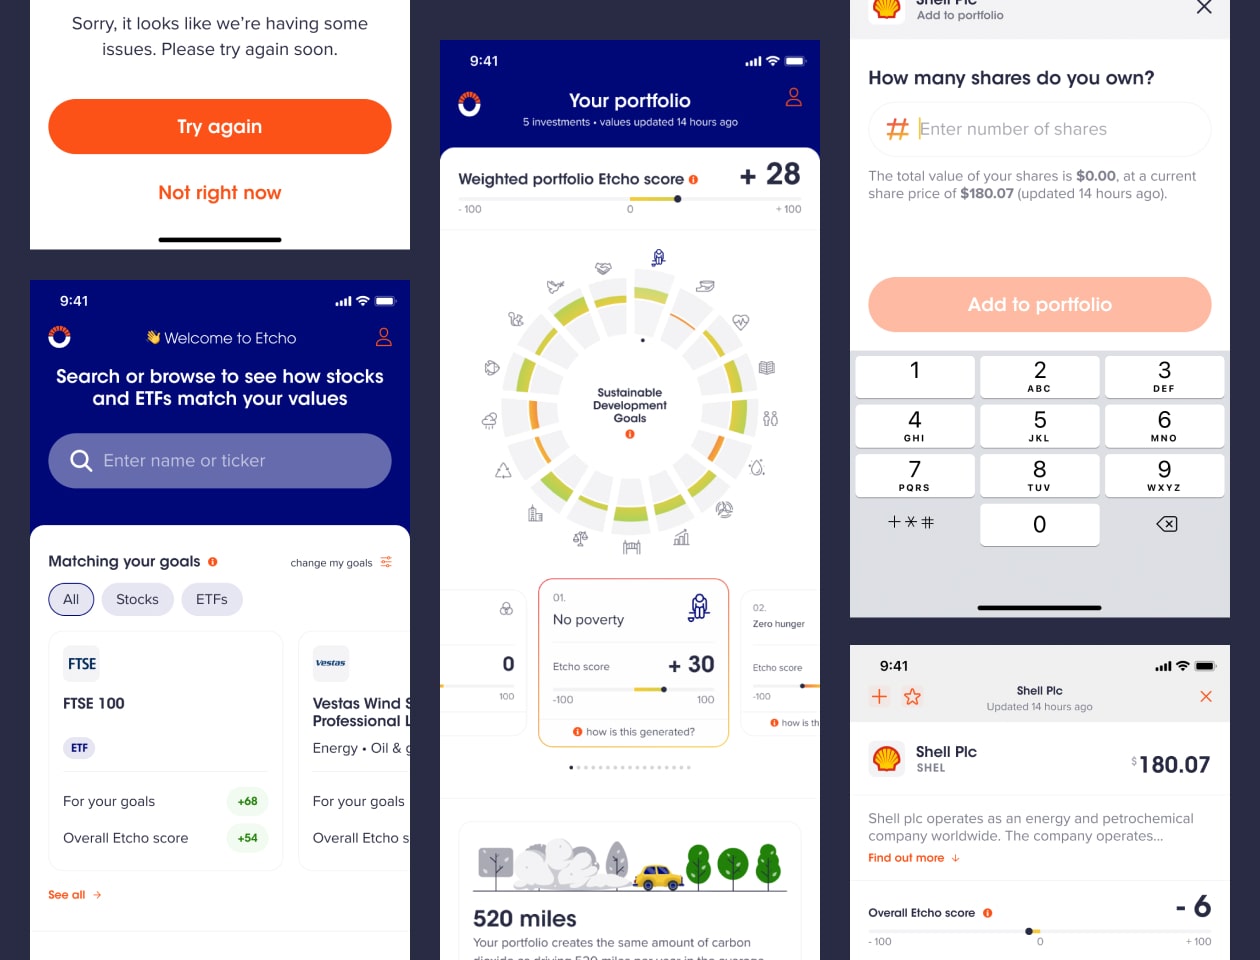 Sorry, it looks like we're having some
issues. Please try again soon.
Try again
Not right now
9:41
👋 Welcome to Etcho
Search or browse to see how stocks
and ETFs match your values
Enter name or ticker
Matching your goals
change my goals
All
Stocks
ETFs
FTSE
FTSE 100
ETF
For your goals
+68
Overall Etcho score
+54
Vestas
Vestas Wind S
Professional L
Energy • Oil & g
For your goals
Overall Etcho s
See all →
9:41
Your portfolio
5 investments • values updated 14 hours ago
Weighted portfolio Etcho score
+ 28
- 100
0
+ 100
Sustainable
Development
Goals
0
100
01.
No poverty
Etcho score
+ 30
-100
100
how is this generated?
02.
Zero hunger
Etcho score
-100
how is th
520 miles
Your portfolio creates the same amount of carbon
dioxide as driving 520 miles per year in the average
Shell Plc
Add to portfolio
How many shares do you own?
# Enter number of shares
The total value of your shares is $0.00, at a current
share price of $180.07 (updated 14 hours ago).
Add to portfolio
1
2
ABC
3
DEF
4
GHI
5
JKL
6
MNO
7
PQRS
8
TUV
9
WXYZ
+ * #
0
9:41
Shell Plc
Updated 14 hours ago
Shell Plc
SHEL
$180.07
Shell plc operates as an energy and petrochemical
company worldwide. The company operates...
Find out more ↓
Overall Etcho score
- 6
- 100
0
+ 100